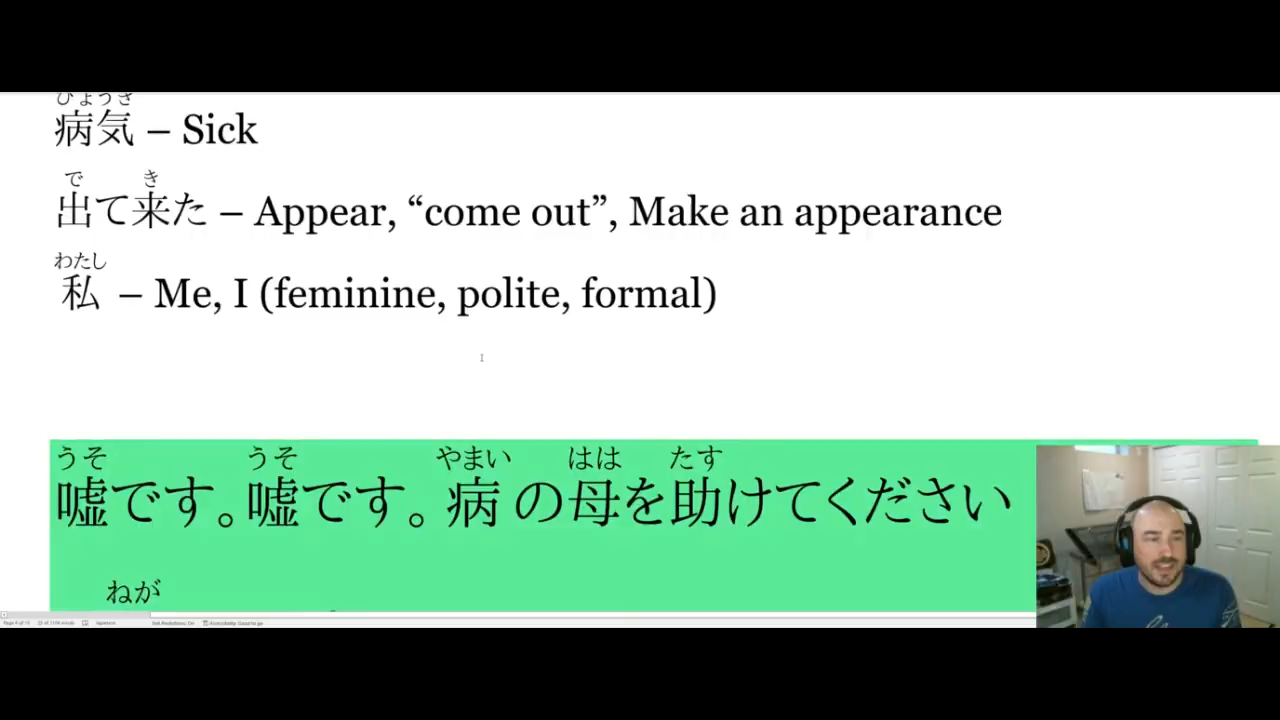 びょうき
病気 – Sick
で き
出て来た – Appear, “come out”, Make an appearance
わたし
私 – Me, I (feminine, polite, formal)
うそ うそ やまい はは たす
嘘です。嘘です。病の母を助けてください
ねが